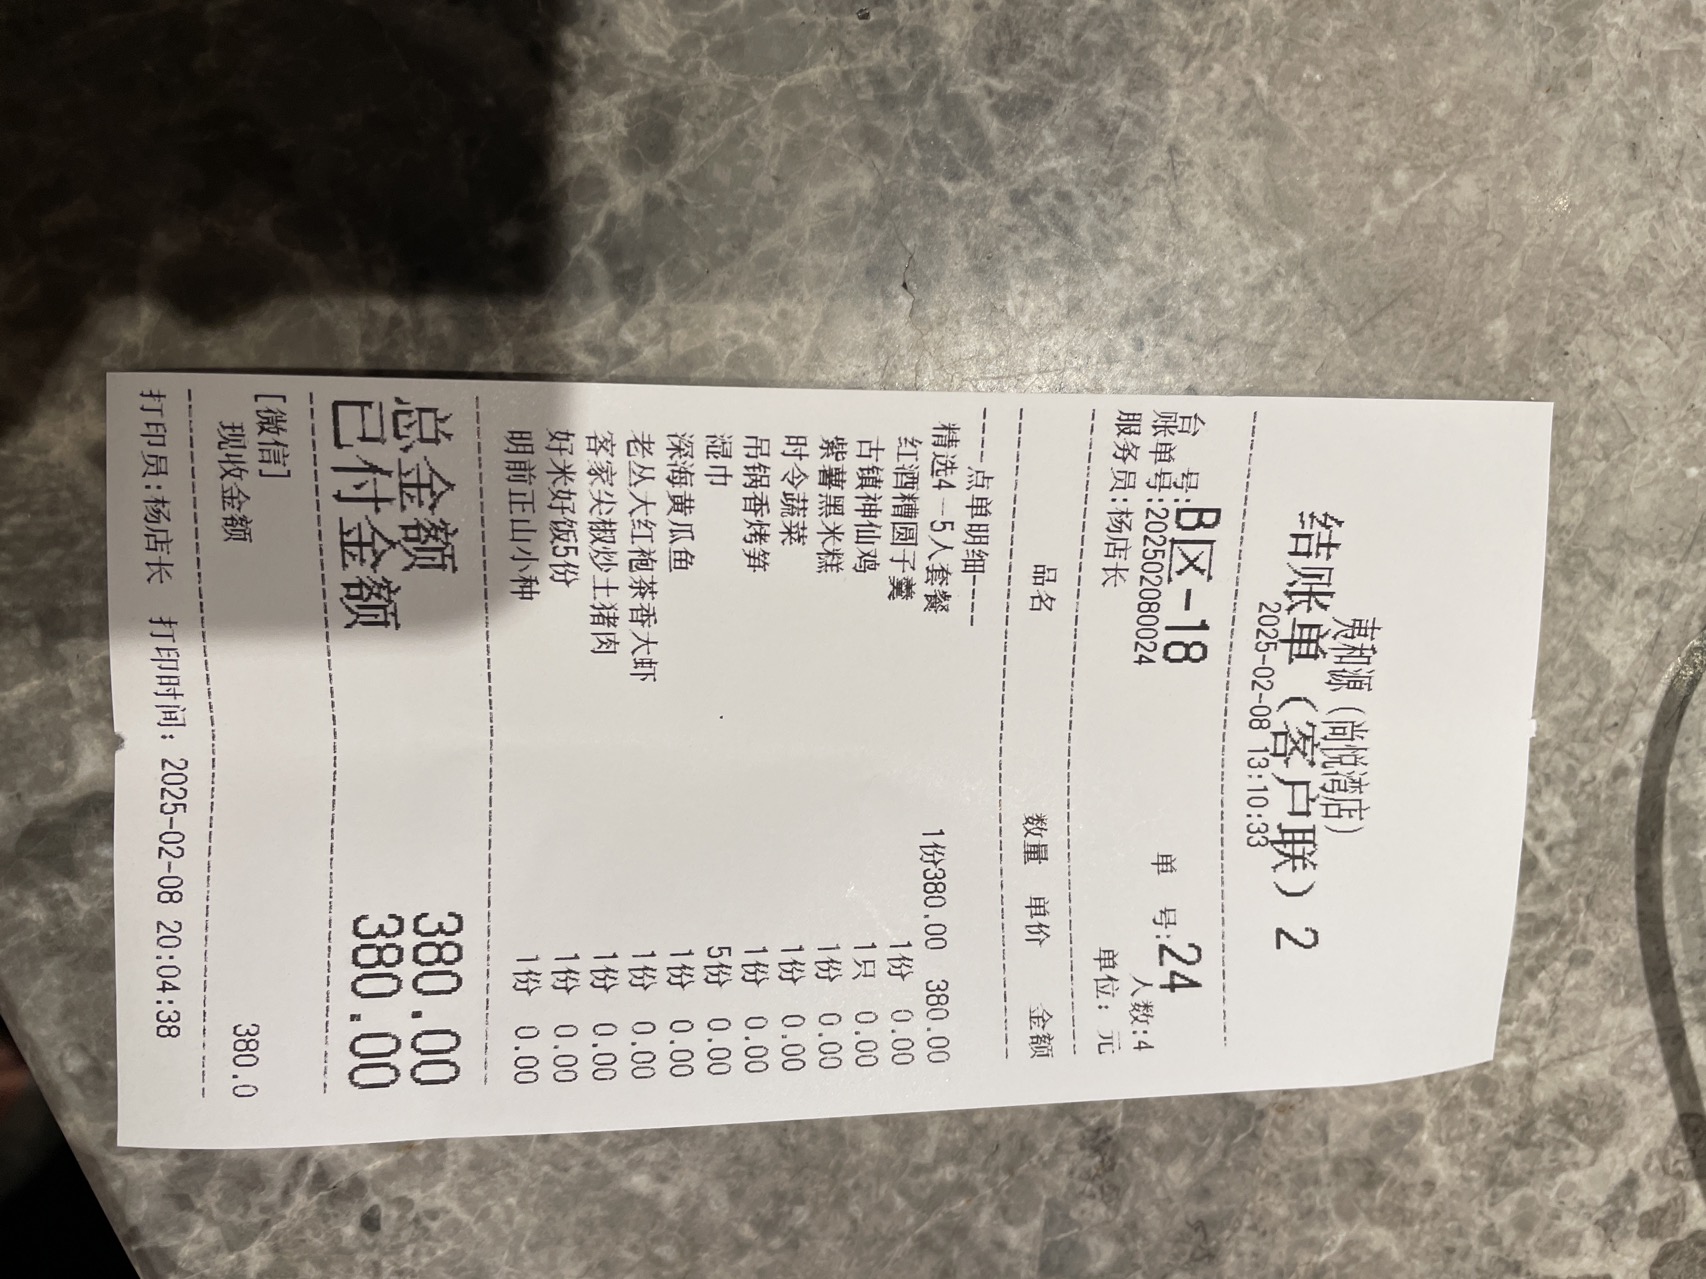 夷和源（尚悦湾店）
结账单（客户联）2
2025-02-08 13:10:33
台 号:B区-18 单 号:24
账单号:202502080024 人数:4
服务员:杨店长 单位: 元
品名 数量 单价 金额
----点单明细----
精选4-5人套餐 1份380.00 380.00
红酒糟圆子羹 1份 0.00
古镇神仙鸡 1只 0.00
紫薯黑米糕 1份 0.00
时令蔬菜 1份 0.00
吊锅香烤笋 1份 0.00
湿巾 5份 0.00
深海黄瓜鱼 1份 0.00
老丛大红袍茶香大虾 1份 0.00
客家尖椒炒土猪肉 1份 0.00
好米好饭5份 1份 0.00
明前正山小种 1份 0.00
总金额 380.00
已付金额 380.00
[微信]
现收金额 380.0
打印员:杨店长 打印时间: 2025-02-08 20:04:38